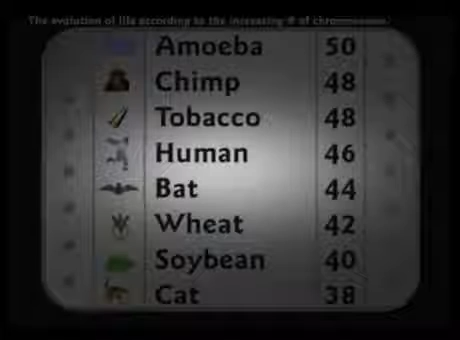 The evolution of life according to the increasing # of chromosomes.
Amoeba 50
Chimp 48
Tobacco 48
Human 46
Bat 44
Wheat 42
Soybean 40
Cat 38